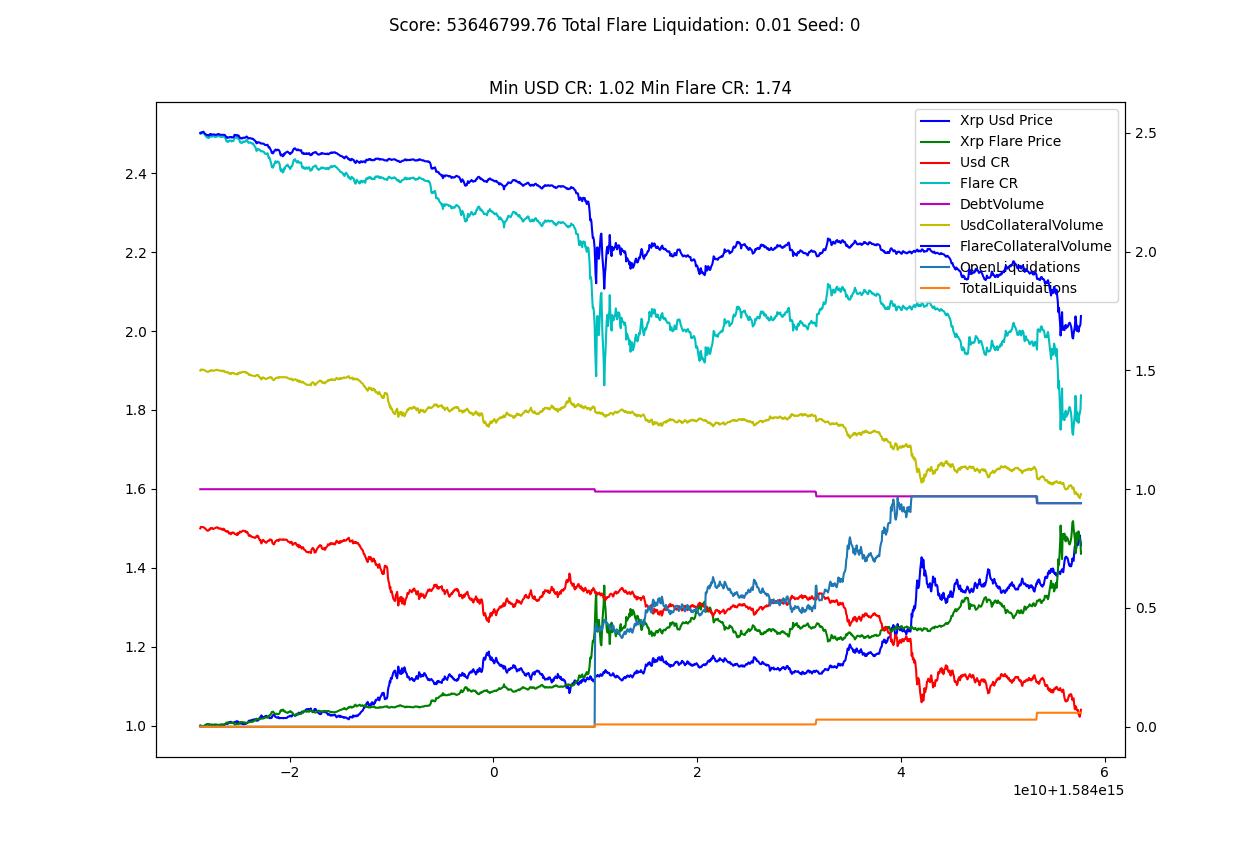 Score: 53646799.76 Total Flare Liquidation: 0.01 Seed: 0
Min USD CR: 1.02 Min Flare CR: 1.74
Xrp Usd Price
Xrp Flare Price
Usd CR
Flare CR
DebtVolume
UsdCollateralVolume
FlareCollateralVolume
OpenLiquidations
TotalLiquidations
2.4
2.2
2.0
1.8
1.6
1.4
1.2
1.0
2.5
2.0
1.5
1.0
0.5
0.0
−2
0
2
4
6
1e10+1.584e15